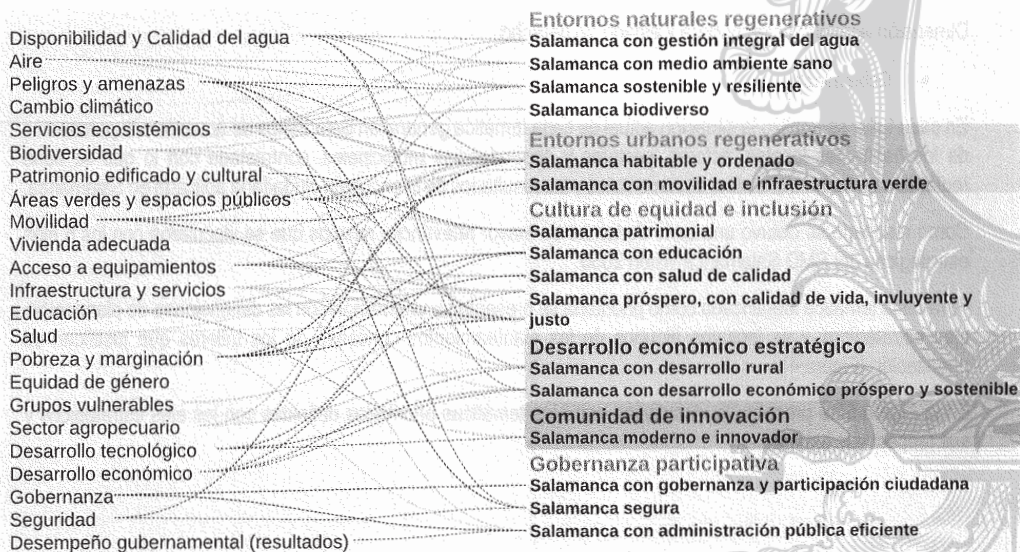 Disponibilidad y Calidad del agua
Aire
Peligros y amenazas
Cambio climático
Servicios ecosistémicos
Biodiversidad
Patrimonio edificado y cultural
Áreas verdes y espacios públicos
Movilidad
Vivienda adecuada
Acceso a equipamientos
Infraestructura y servicios
Educación
Salud
Pobreza y marginación
Equidad de género
Grupos vulnerables
Sector agropecuario
Desarrollo tecnológico
Desarrollo económico
Gobernanza
Seguridad
Desempeño gubernamental (resultados)
Entornos naturales regenerativos
Salamanca con gestión integral del agua
Salamanca con medio ambiente sano
Salamanca sostenible y resiliente
Salamanca biodiverso
Entornos urbanos regenerativos
Salamanca habitable y ordenado
Salamanca con movilidad e infraestructura verde
Cultura de equidad e inclusión
Salamanca patrimonial
Salamanca con educación
Salamanca con salud de calidad
Salamanca próspero, con calidad de vida, invluyente y
justo
Desarrollo económico estratégico
Salamanca con desarrollo rural
Salamanca con desarrollo económico próspero y sostenible
Comunidad de innovación
Salamanca moderno e innovador
Gobernanza participativa
Salamanca con gobernanza y participación ciudadana
Salamanca segura
Salamanca con administración pública eficiente